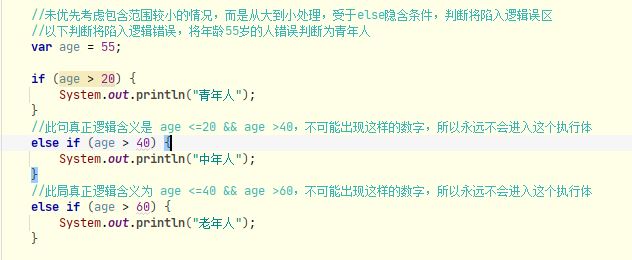 //未优先考虑包含范围较小的情况，而是从大到小处理，受于else隐含条件，判断将陷入逻辑误区
//以下判断将陷入逻辑错误，将年龄55岁的人错误判断为青年人
var age = 55;
if (age > 20) {
System.out.println("青年人");
}
//此句真正逻辑含义是 age <=20 && age >40，不可能出现这样的数字，所以永远不会进入这个执行体
else if (age > 40) {
System.out.println("中年人");
}
//此局真正逻辑含义为 age <=40 && age >60，不可能出现这样的数字，所以永远不会进入这个执行体
else if (age > 60) {
System.out.println("老年人");
}